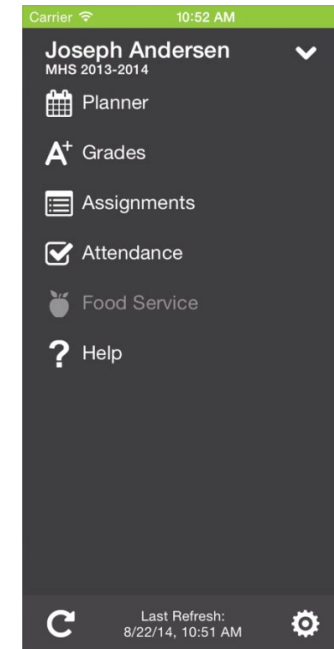 Carrier 10:52 AM
Joseph Andersen
MHS 2013-2014
Planner
A+ Grades
Assignments
Attendance
Food Service
? Help
Last Refresh:
8/22/14, 10:51 AM